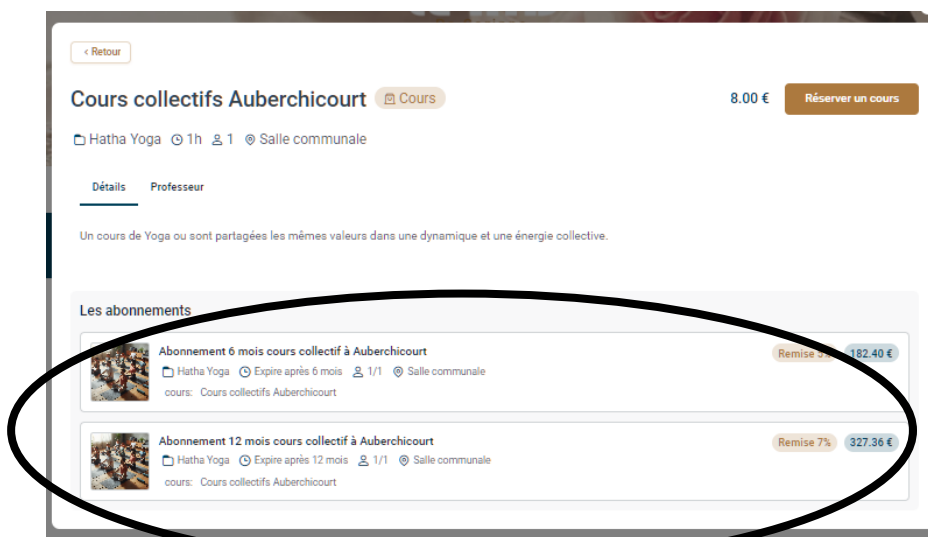 < Retour
Cours collectifs Auberchicourt Cours 8.00 € Réserver un cours
Hatha Yoga 1h 1 Salle communale
Détails Professeur
Un cours de Yoga ou sont partagées les mêmes valeurs dans une dynamique et une énergie collective.
Les abonnements
Abonnement 6 mois cours collectif à Auberchicourt Remise 182.40 €
Hatha Yoga Expire après 6 mois 1/1 Salle communale
cours: Cours collectifs Auberchicourt
Abonnement 12 mois cours collectif à Auberchicourt Remise 7% 327.36 €
Hatha Yoga Expire après 12 mois 1/1 Salle communale
cours: Cours collectifs Auberchicourt